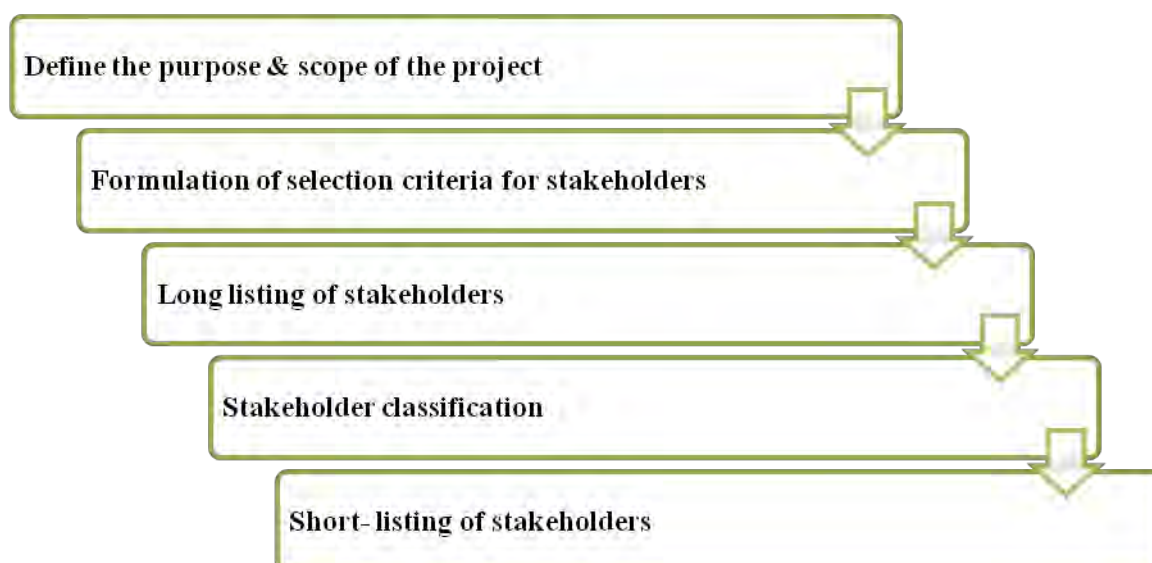 Define the purpose & scope of the project
Formulation of selection criteria for stakeholders
Long listing of stakeholders
Stakeholder classification
Short- listing of stakeholders